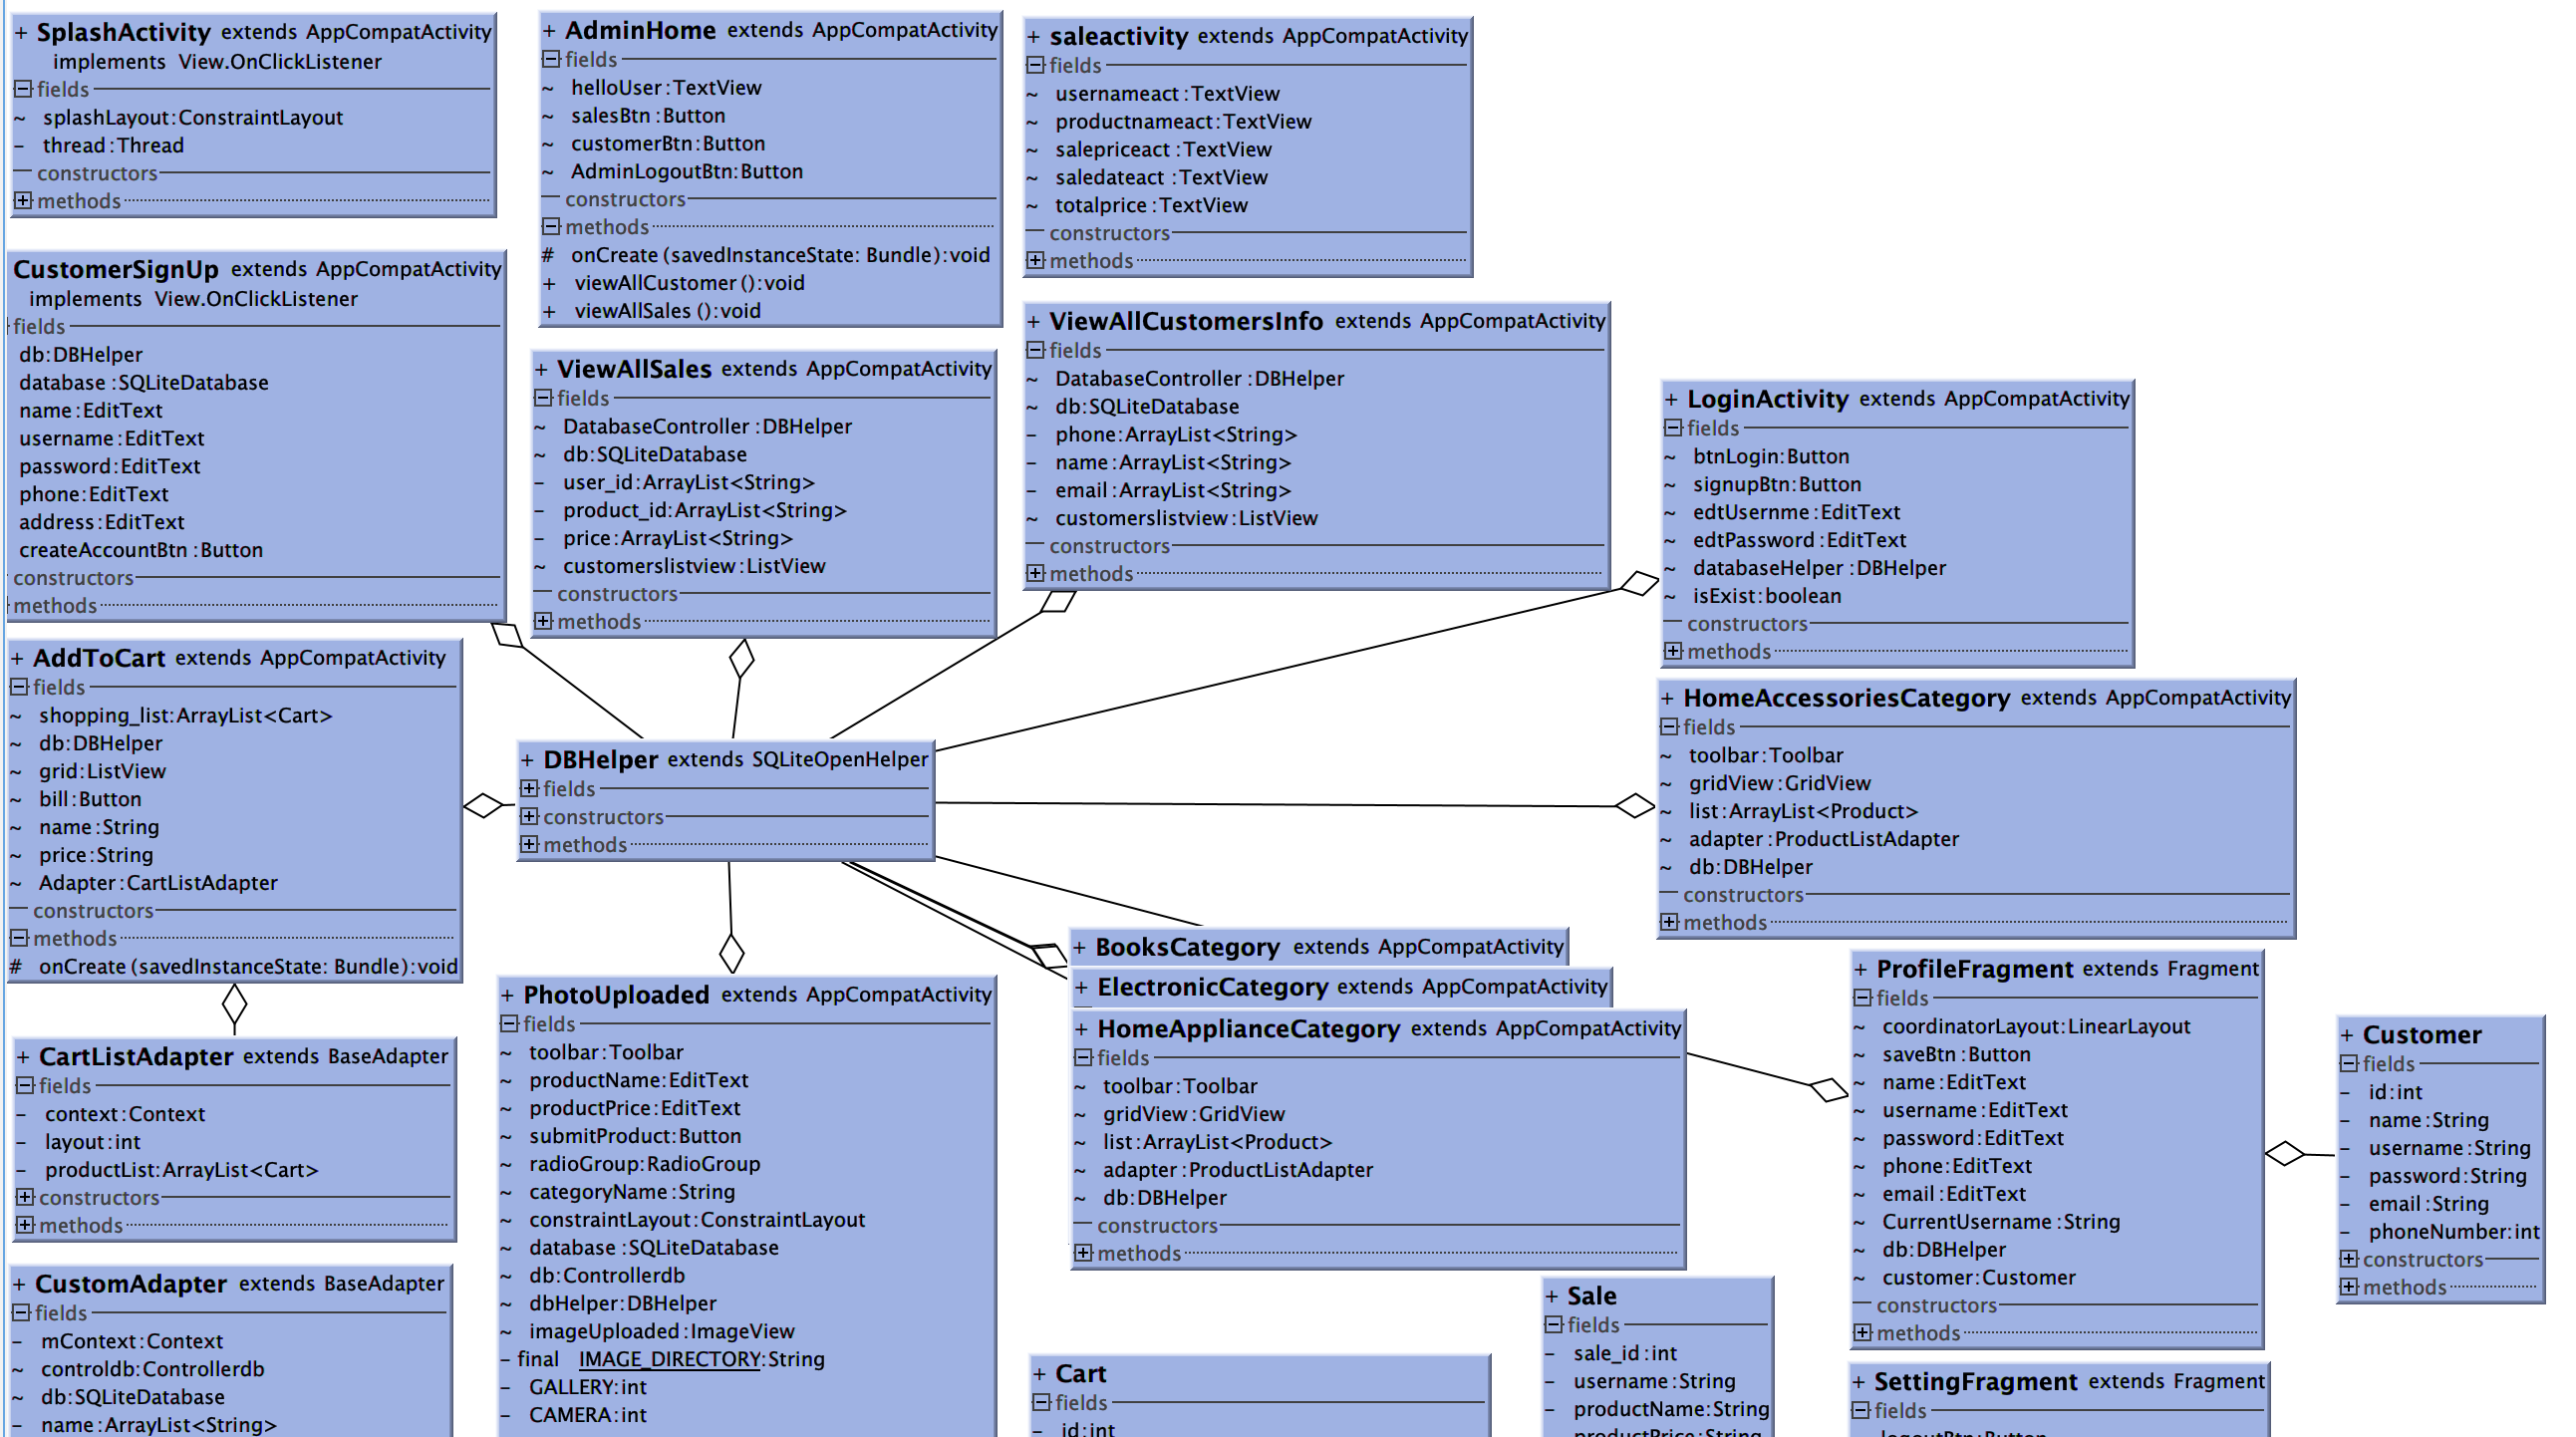 + SplashActivity extends AppCompatActivity
implements View.OnClickListener
fields
~ splashLayout:ConstraintLayout
– thread:Thread
constructors
methods
+ AdminHome extends AppCompatActivity
fields
~ helloUser:TextView
~ salesBtn:Button
~ customerBtn:Button
~ AdminLogoutBtn:Button
constructors
methods
# onCreate(savedInstanceState: Bundle):void
+ viewAllCustomer():void
+ viewAllSales():void
+ saleactivity extends AppCompatActivity
fields
~ usernameact:TextView
~ productnameact:TextView
~ salepriceact:TextView
~ saledateact:TextView
~ totalprice:TextView
constructors
methods
CustomerSignUp extends AppCompatActivity
implements View.OnClickListener
fields
db:DBHelper
database:SQLiteDatabase
name:EditText
username:EditText
password:EditText
phone:EditText
address:EditText
createAccountBtn:Button
constructors
methods
+ ViewAllSales extends AppCompatActivity
fields
~ DatabaseController:DBHelper
~ db:SQLiteDatabase
– user_id:ArrayList<String>
– product_id:ArrayList<String>
– price:ArrayList<String>
~ customerslistview:ListView
constructors
methods
+ ViewAllCustomersInfo extends AppCompatActivity
fields
~ DatabaseController:DBHelper
~ db:SQLiteDatabase
– phone:ArrayList<String>
– name:ArrayList<String>
– email:ArrayList<String>
~ customerslistview:ListView
constructors
methods
+ LoginActivity extends AppCompatActivity
fields
~ btnLogin:Button
~ signupBtn:Button
~ edtUsernme:EditText
~ edtPassword:EditText
~ databaseHelper:DBHelper
~ isExist:boolean
constructors
methods
+ AddToCart extends AppCompatActivity
fields
~ shopping_list:ArrayList<Cart>
~ db:DBHelper
~ grid:ListView
~ bill:Button
~ name:String
~ price:String
~ Adapter:CartListAdapter
constructors
methods
# onCreate(savedInstanceState: Bundle):void
+ DBHelper extends SQLiteOpenHelper
fields
constructors
methods
+ HomeAccessoriesCategory extends AppCompatActivity
fields
~ toolbar:Toolbar
~ gridView:GridView
~ list:ArrayList<Product>
~ adapter:ProductListAdapter
~ db:DBHelper
constructors
methods
+ CartListAdapter extends BaseAdapter
fields
– context:Context
– layout:int
– productList:ArrayList<Cart>
constructors
methods
+ PhotoUploaded extends AppCompatActivity
fields
~ toolbar:Toolbar
~ productName:EditText
~ productPrice:EditText
~ submitProduct:Button
~ radioGroup:RadioGroup
~ categoryName:String
~ constraintLayout:ConstraintLayout
~ database:SQLiteDatabase
~ db:Controllerdb
~ dbHelper:DBHelper
~ imageUploaded:ImageView
– final IMAGE_DIRECTORY:String
– GALLERY:int
– CAMERA:int
+ BooksCategory extends AppCompatActivity
+ ElectronicCategory extends AppCompatActivity
+ HomeApplianceCategory extends AppCompatActivity
fields
~ toolbar:Toolbar
~ gridView:GridView
~ list:ArrayList<Product>
~ adapter:ProductListAdapter
~ db:DBHelper
constructors
methods
+ ProfileFragment extends Fragment
fields
~ coordinatorLayout:LinearLayout
~ saveBtn:Button
~ name:EditText
~ username:EditText
~ password:EditText
~ phone:EditText
~ email:EditText
~ CurrentUsername:String
~ db:DBHelper
~ customer:Customer
constructors
methods
+ Customer
fields
– id:int
– name:String
– username:String
– password:String
– email:String
– phoneNumber:int
constructors
methods
+ CustomAdapter extends BaseAdapter
fields
– mContext:Context
~ controldb:Controllerdb
~ db:SQLiteDatabase
– name:ArrayList<String>
+ Cart
fields
– id:int
+ Sale
fields
– sale_id:int
– username:String
– productName:String
productPrice:String
+ SettingFragment extends Fragment
fields
logoutBtn:Button